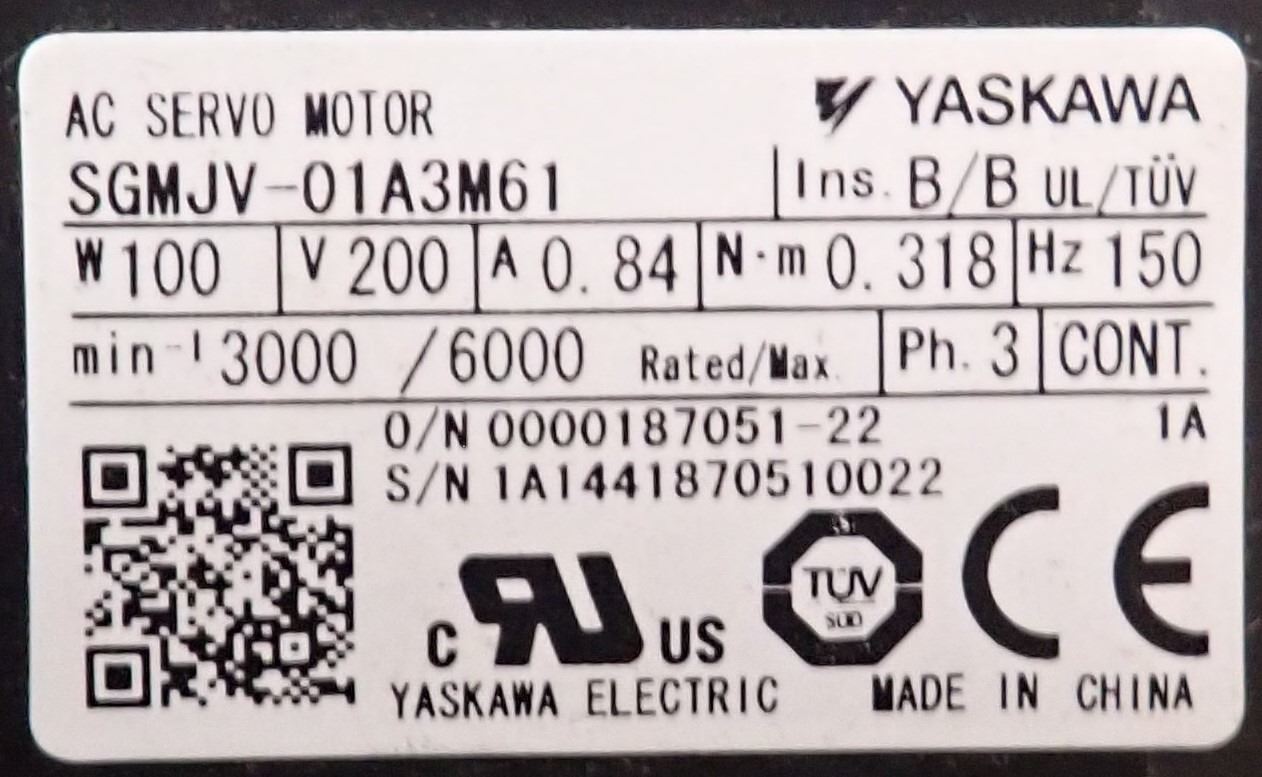 AC SERVO MOTOR YASKAWA
SGMJV-01A3M61 Ins. B/B UL/TÜV
W 100 V 200 A 0.84 N·m 0.318 Hz 150
min⁻¹ 3000 /6000 Rated/Max. Ph. 3 CONT.
O/N 0000187051-22 1A
S/N 1A1441870510022
C RU US TÜV SÜD CE
YASKAWA ELECTRIC MADE IN CHINA